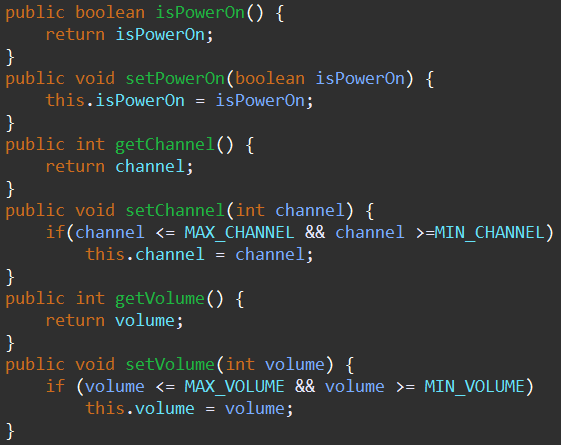 public boolean isPowerOn() {
    return isPowerOn;
}
public void setPowerOn(boolean isPowerOn) {
    this.isPowerOn = isPowerOn;
}
public int getChannel() {
    return channel;
}
public void setChannel(int channel) {
    if(channel <= MAX_CHANNEL && channel >=MIN_CHANNEL)
        this.channel = channel;
}
public int getVolume() {
    return volume;
}
public void setVolume(int volume) {
    if (volume <= MAX_VOLUME && volume >= MIN_VOLUME)
        this.volume = volume;
}